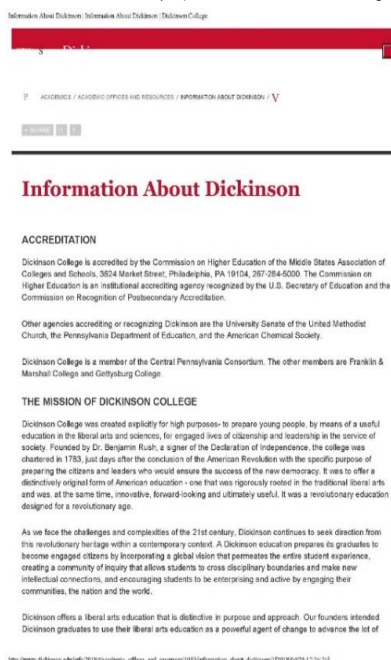 Information About Dickinson | Information About Dickinson | Dickinson College
ACADEMICS / ACADEMIC OFFICES AND RESOURCES / INFORMATION ABOUT DICKINSON /
+ SHARE
Information About Dickinson
ACCREDITATION
Dickinson College is accredited by the Commission on Higher Education of the Middle States Association of
Colleges and Schools, 3624 Market Street, Philadelphia, PA 19104, 267-284-5000. The Commission on
Higher Education is an institutional accrediting agency recognized by the U.S. Secretary of Education and the
Commission on Recognition of Postsecondary Accreditation.
Other agencies accrediting or recognizing Dickinson are the University Senate of the United Methodist
Church, the Pennsylvania Department of Education, and the American Chemical Society.
Dickinson College is a member of the Central Pennsylvania Consortium. The other members are Franklin &
Marshall College and Gettysburg College.
THE MISSION OF DICKINSON COLLEGE
Dickinson College was created explicitly for high purposes- to prepare young people, by means of a useful
education in the liberal arts and sciences, for engaged lives of citizenship and leadership in the service of
society. Founded by Dr. Benjamin Rush, a signer of the Declaration of Independence, the college was
chartered in 1783, just days after the conclusion of the American Revolution with the specific purpose of
preparing the citizens and leaders who would ensure the success of the new democracy. It was to offer a
distinctively original form of American education - one that was rigorously rooted in the traditional liberal arts
and was, at the same time, innovative, forward-looking and ultimately useful. It was a revolutionary education
designed for a revolutionary age.
As we face the challenges and complexities of the 21st century, Dickinson continues to seek direction from
this revolutionary heritage within a contemporary context. A Dickinson education prepares its graduates to
become engaged citizens by incorporating a global vision that permeates the entire student experience,
creating a community of inquiry that allows students to cross disciplinary boundaries and make new
intellectual connections, and encouraging students to be enterprising and active by engaging their
communities, the nation and the world.
Dickinson offers a liberal arts education that is distinctive in purpose and approach. Our founders intended
Dickinson graduates to use their liberal arts education as a powerful agent of change to advance the lot of